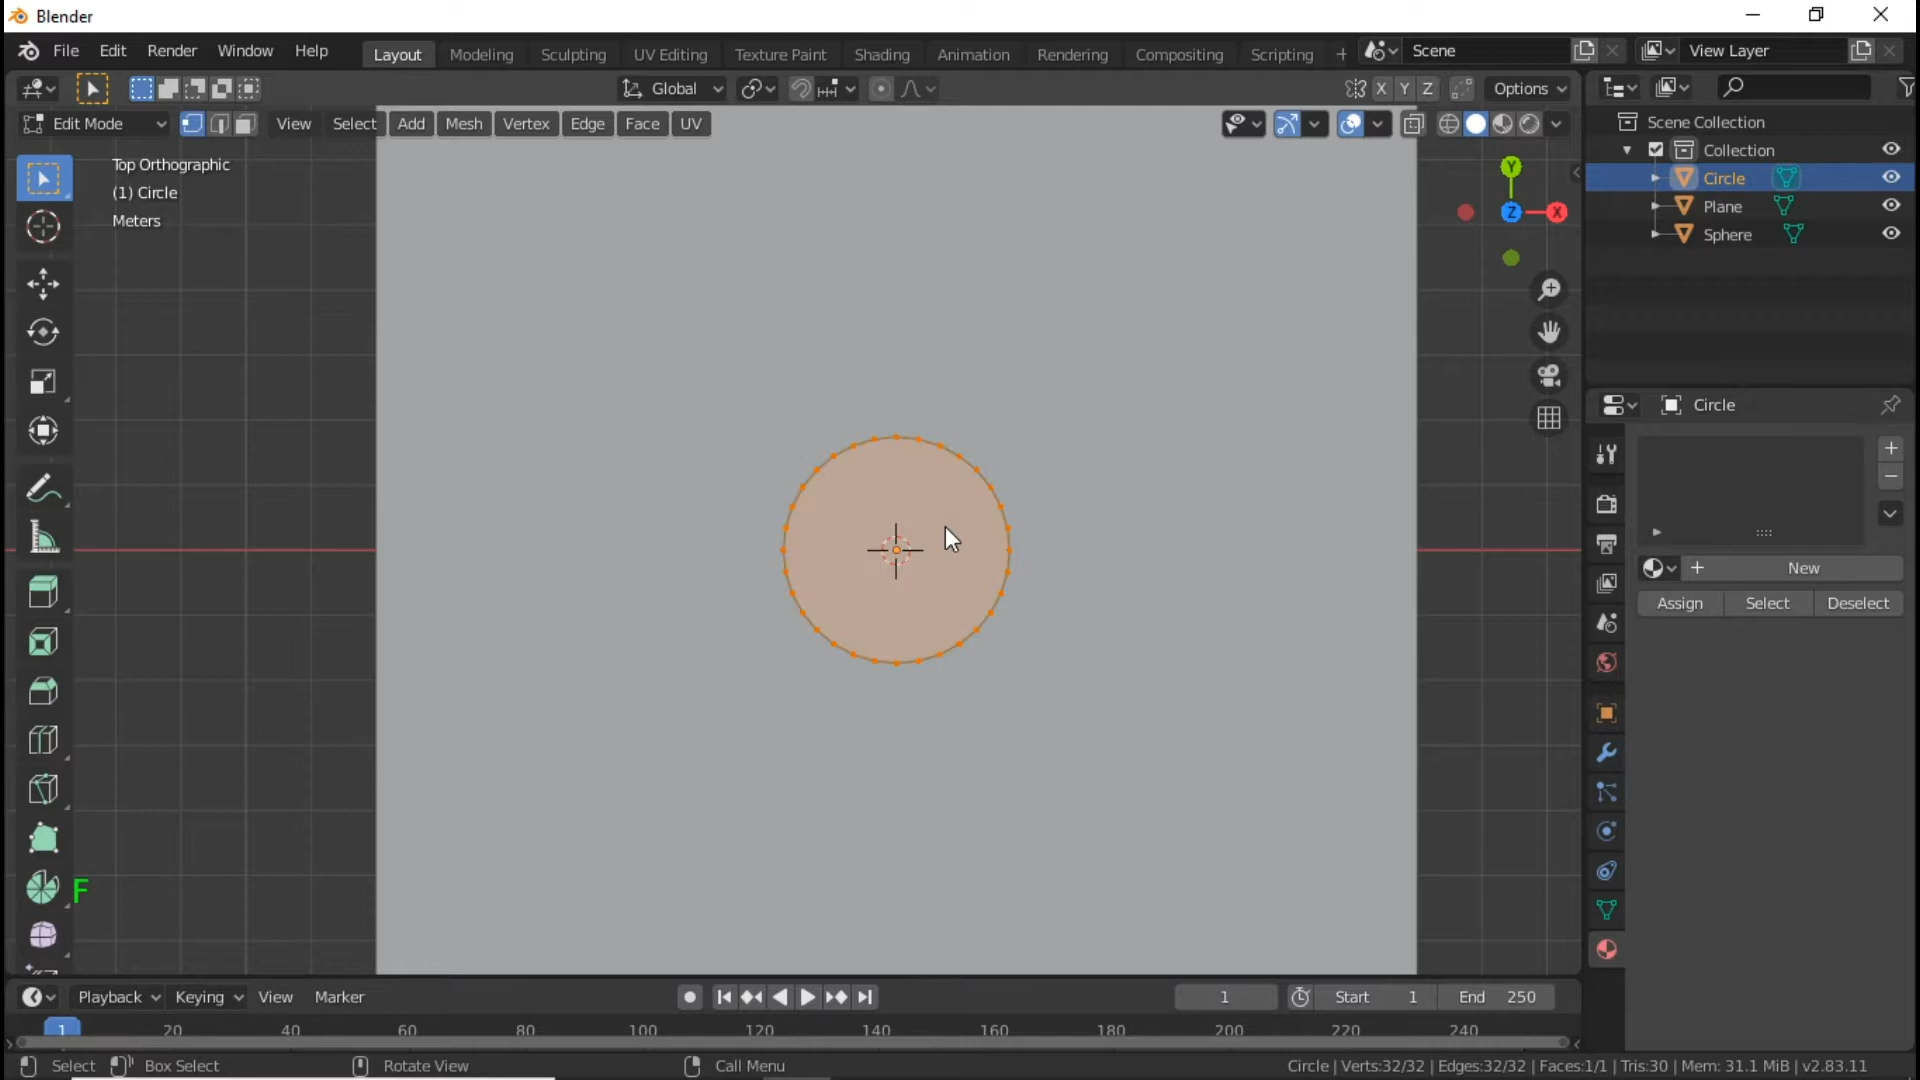 Blender
File Edit Render Window Help Layout Modeling Sculpting UV Editing Texture Paint Shading Animation Rendering Compositing Scripting + Scene View Layer
Global X Y Z Options
Edit Mode View Select Add Mesh Vertex Edge Face UV
Scene Collection
Collection
Circle
Plane
Sphere
Top Orthographic
(1) Circle
Meters
Y
Z X
Circle
+ New
Assign Select Deselect
F
Playback Keying View Marker 1 Start 1 End 250
1 20 40 60 80 100 120 140 160 180 200 220 240
Select Box Select Rotate View Call Menu Circle | Verts:32/32 | Edges:32/32 | Faces:1/1 | Tris:30 | Mem: 31.1 MiB | v2.83.11